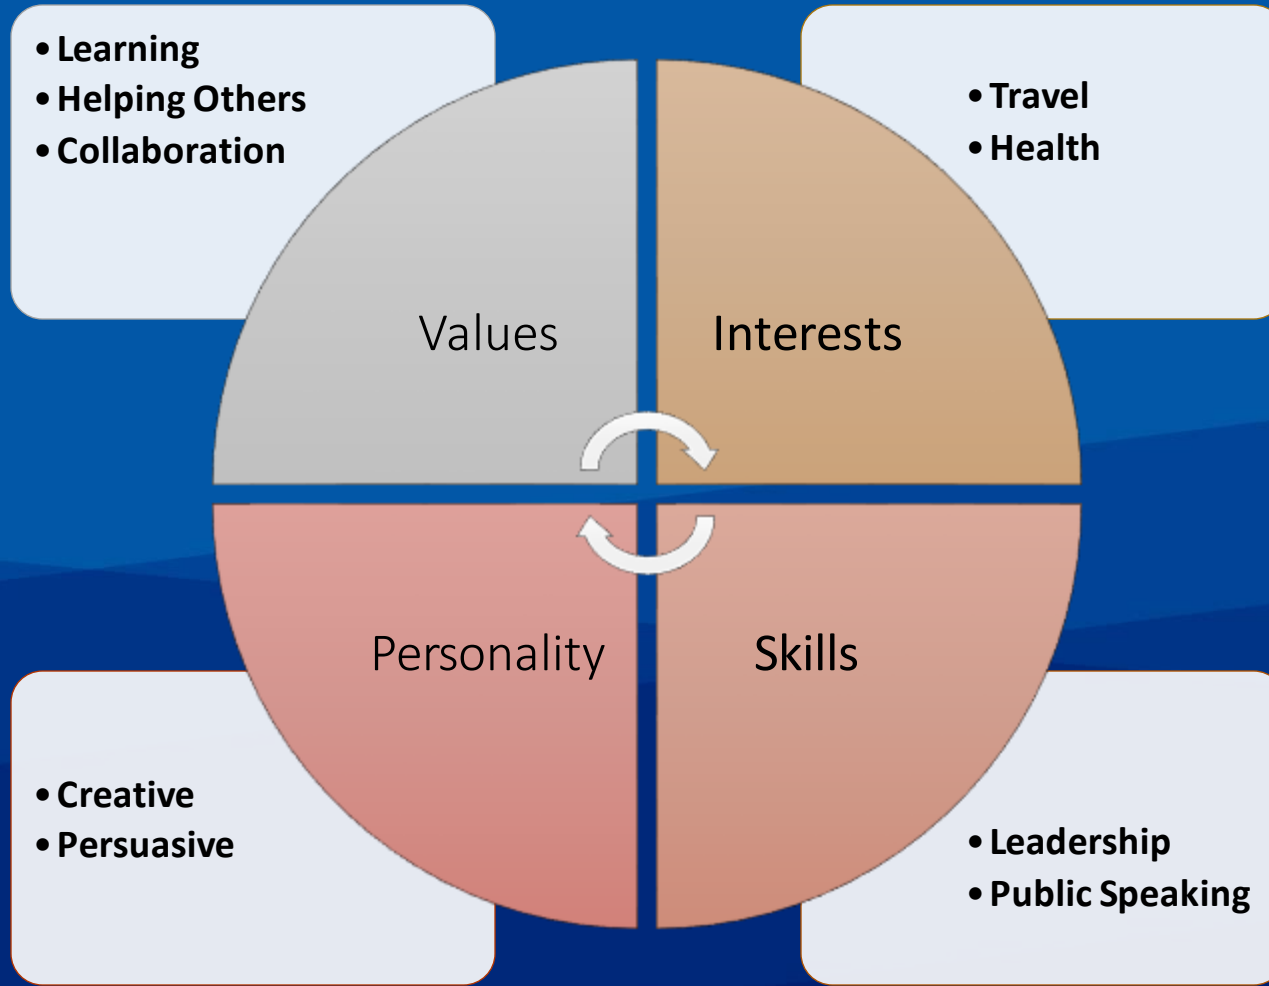 • Learning
• Helping Others
• Collaboration
• Travel
• Health
Values
Interests
Personality
Skills
• Creative
• Persuasive
• Leadership
• Public Speaking